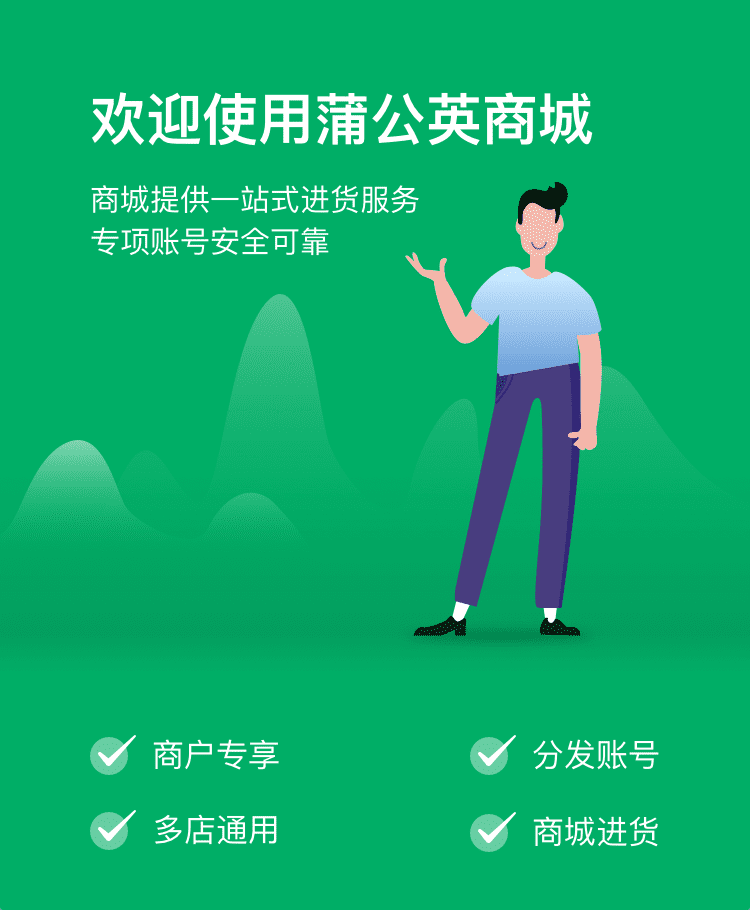 欢迎使用蒲公英商城
商城提供一站式进货服务
专项账号安全可靠
商户专享
分发账号
多店通用
商城进货